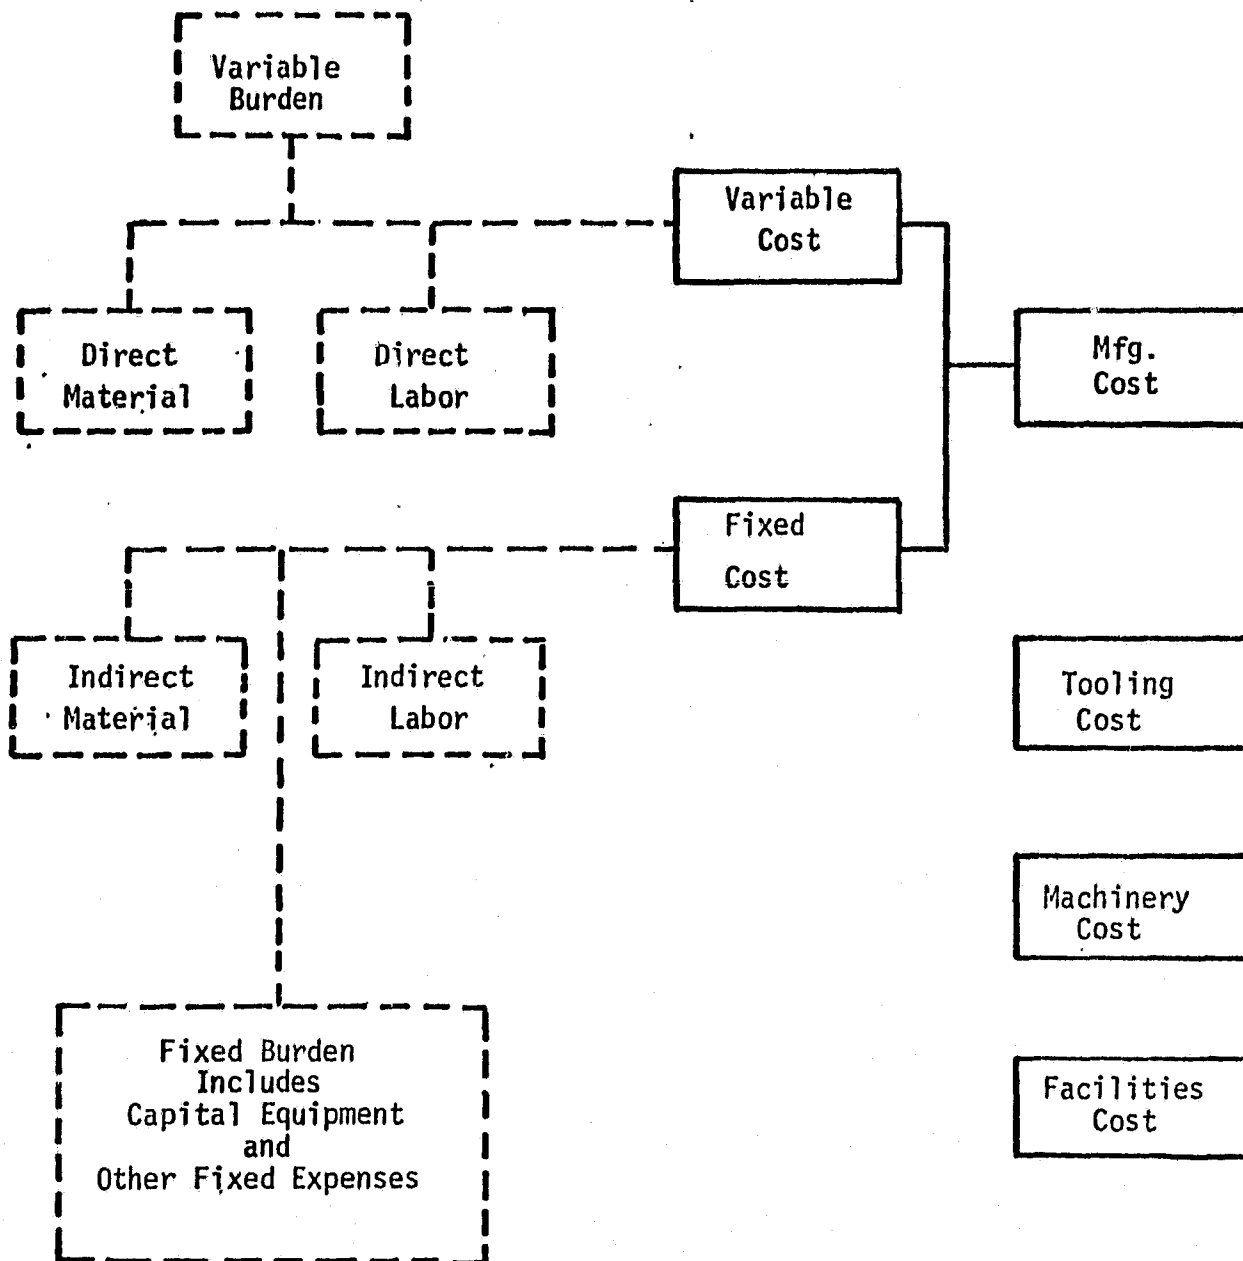 Variable
Burden
Variable
Cost
Direct
Material
Direct
Labor
Mfg.
Cost
Fixed
Cost
Indirect
Material
Indirect
Labor
Tooling
Cost
Machinery
Cost
Fixed Burden
Includes
Capital Equipment
and
Other Fixed Expenses
Facilities
Cost